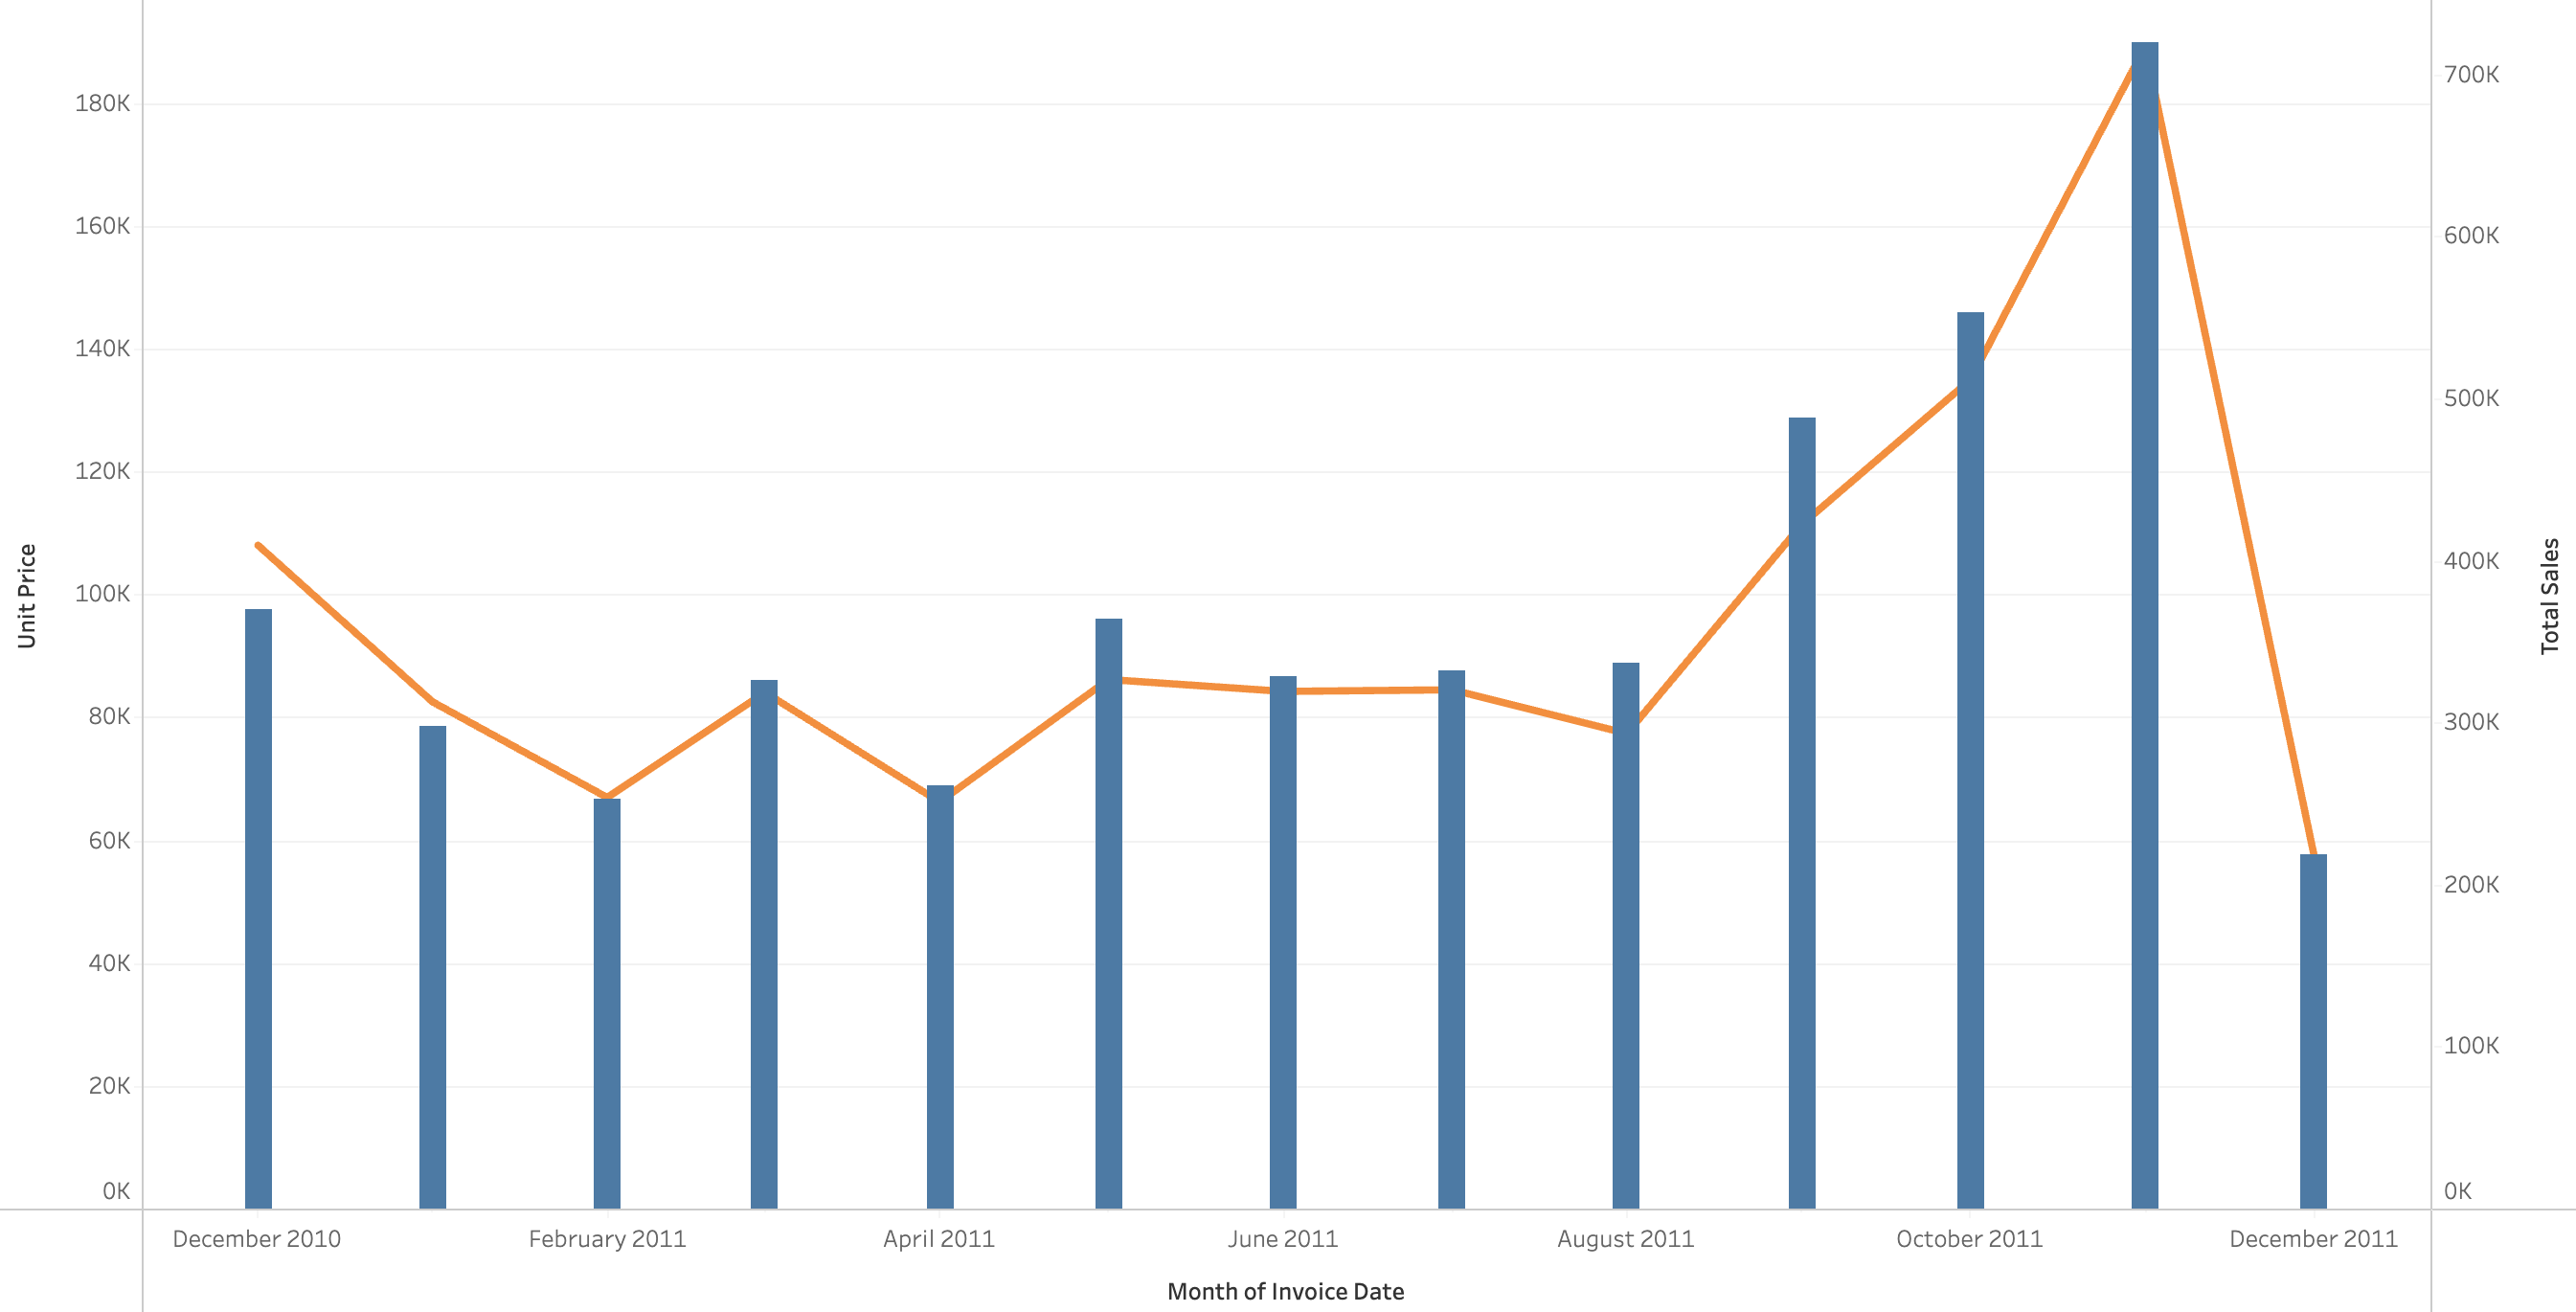 180K
160K
140K
120K
100K
80K
60K
40K
20K
0K
Unit Price
700K
600K
500K
400K
300K
200K
100K
0K
Total Sales
December 2010
February 2011
April 2011
June 2011
August 2011
October 2011
December 2011
Month of Invoice Date